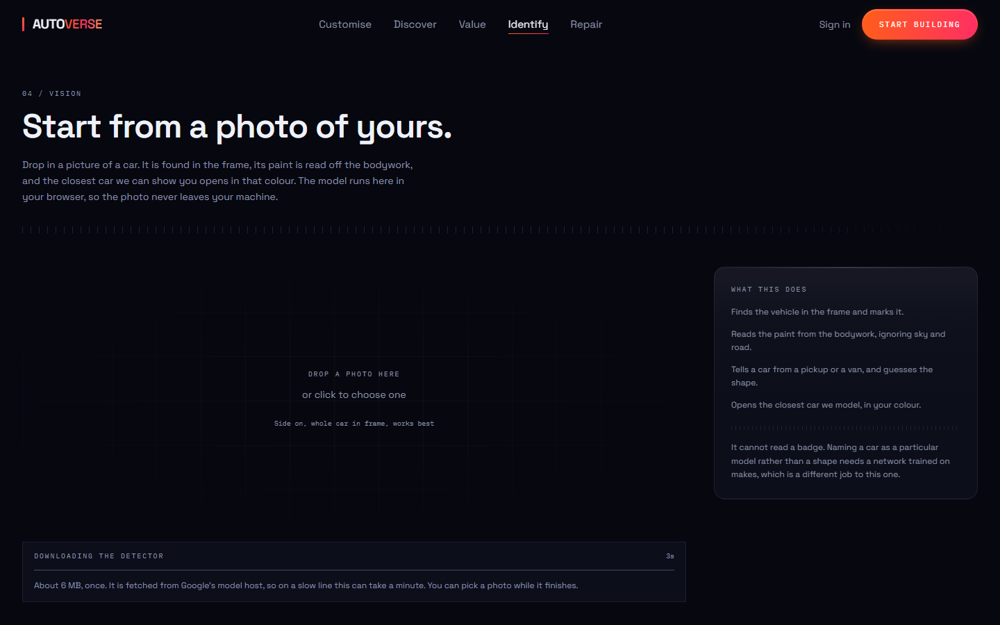 AUTOVERSE
Customise
Discover
Value
Identify
Repair
Sign in
START BUILDING
04 / VISION
Start from a photo of yours.
Drop in a picture of a car. It is found in the frame, its paint is read off the bodywork,
and the closest car we can show you opens in that colour. The model runs here in
your browser, so the photo never leaves your machine.
DROP A PHOTO HERE
or click to choose one
Side on, whole car in frame, works best
WHAT THIS DOES
Finds the vehicle in the frame and marks it.
Reads the paint from the bodywork, ignoring sky and
road.
Tells a car from a pickup or a van, and guesses the
shape.
Opens the closest car we model, in your colour.
It cannot read a badge. Naming a car as a particular
model rather than a shape needs a network trained on
makes, which is a different job to this one.
DOWNLOADING THE DETECTOR
3s
About 6 MB, once. It is fetched from Google's model host, so on a slow line this can take a minute. You can pick a photo while it finishes.